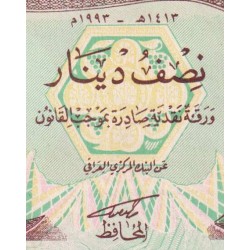 ١٤١٣هـ - ١٩٩٣م
نصف دينار
ورقة نقدية صادرة بموجب القانون
عن البنك المركزي العراقي
المحافظ